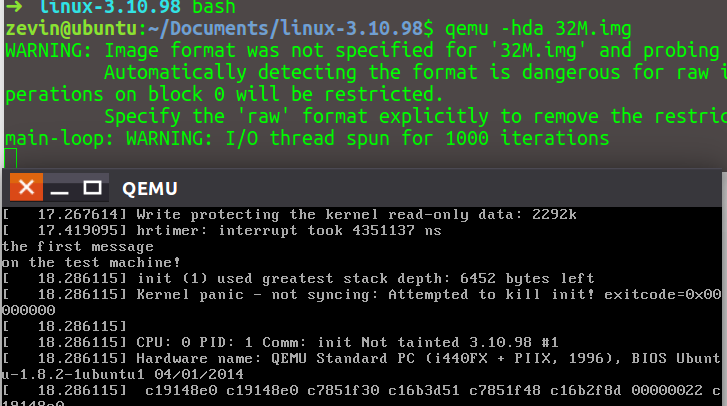 ➜ linux-3.10.98 bash
zevin@ubuntu:~/Documents/linux-3.10.98$ qemu -hda 32M.img
WARNING: Image format was not specified for '32M.img' and probing
Automatically detecting the format is dangerous for raw i
perations on block 0 will be restricted.
Specify the 'raw' format explicitly to remove the restric
main-loop: WARNING: I/O thread spun for 1000 iterations
QEMU
[   17.267614] Write protecting the kernel read-only data: 2292k
[   17.419095] hrtimer: interrupt took 4351137 ns
the first message
on the test machine!
[   18.286115] init (1) used greatest stack depth: 6452 bytes left
[   18.286115] Kernel panic - not syncing: Attempted to kill init! exitcode=0x00
000000
[   18.286115]
[   18.286115] CPU: 0 PID: 1 Comm: init Not tainted 3.10.98 #1
[   18.286115] Hardware name: QEMU Standard PC (i440FX + PIIX, 1996), BIOS Ubunt
u-1.8.2-1ubuntu1 04/01/2014
[   18.286115]  c19148e0 c19148e0 c7851f30 c16b3d51 c7851f48 c16b2f8d 00000022 c
19148e0